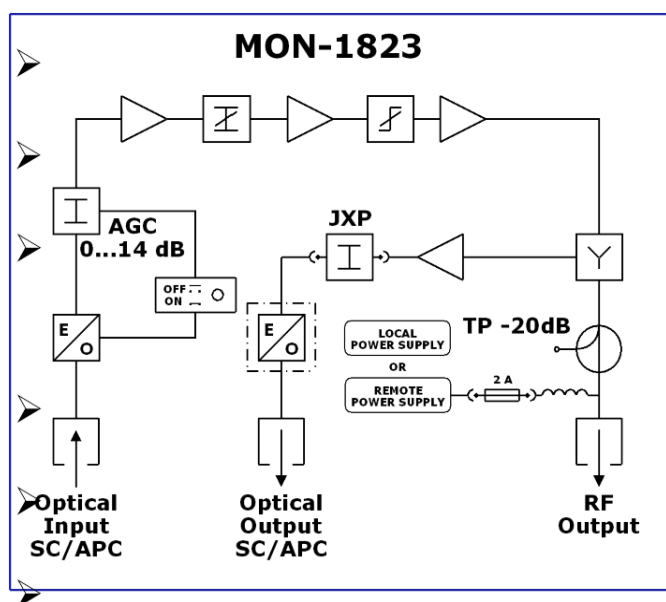 MON-1823
AGC
0...14 dB
JXP
OFF
ON
E
O
E
O
LOCAL
POWER SUPPLY
OR
REMOTE
POWER SUPPLY
TP -20dB
2 A
Optical
Input
SC/APC
Optical
Output
SC/APC
RF
Output